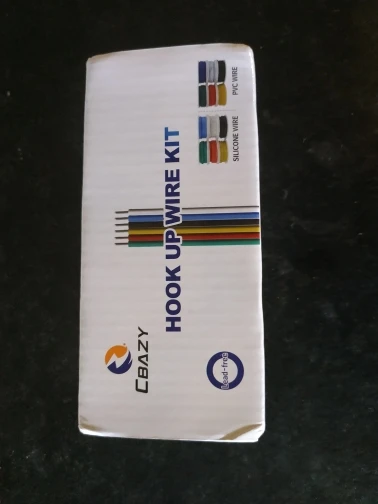 CBAZY
HOOK UP WIRE KIT
Lead-free
SILICONE WIRE
PVC WIRE